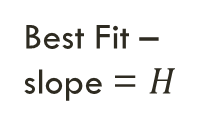 Best Fit –
slope = H